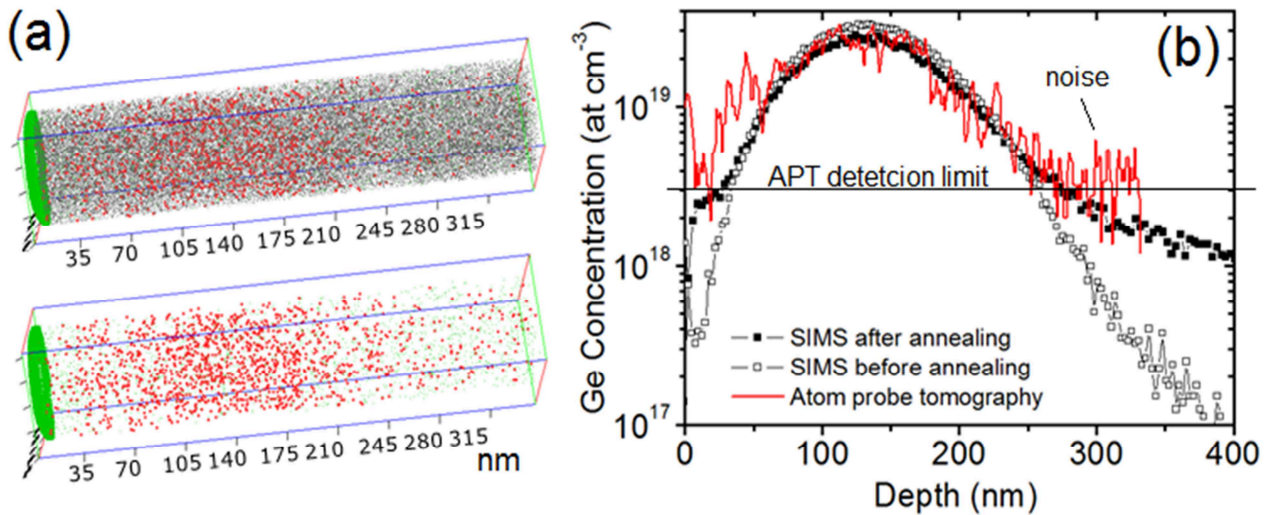 (a)
35 70 105 140 175 210 245 280 315
35 70 105 140 175 210 245 280 315
nm
(b)
Ge Concentration (at cm⁻³)
10¹⁹
10¹⁸
10¹⁷
noise
APT detetcion limit
SIMS after annealing
SIMS before annealing
Atom probe tomography
0 100 200 300 400
Depth (nm)